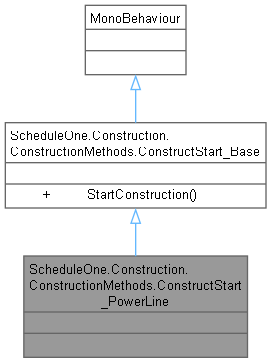 MonoBehaviour
ScheduleOne.Construction.
ConstructionMethods.ConstructStart_Base
+ StartConstruction()
ScheduleOne.Construction.
ConstructionMethods.ConstructStart
_PowerLine